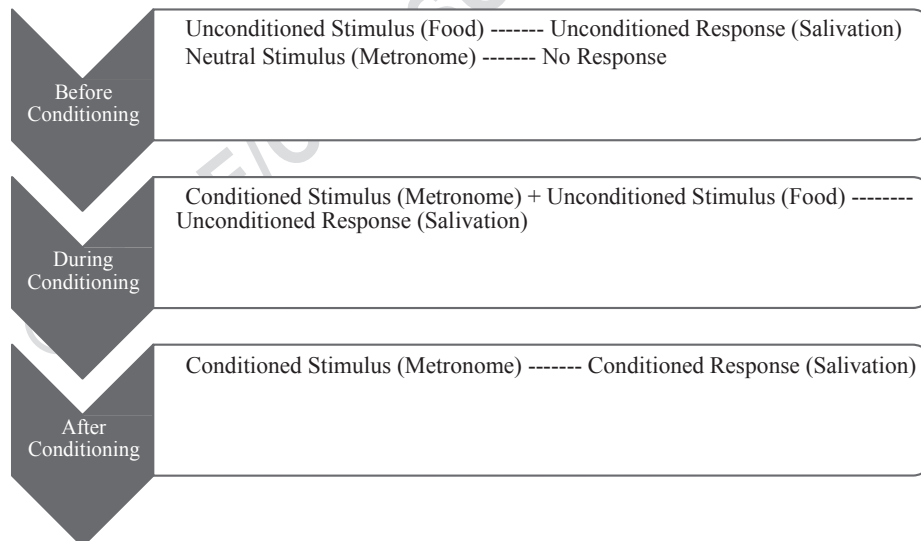 Before
Conditioning
Unconditioned Stimulus (Food) ------- Unconditioned Response (Salivation)
Neutral Stimulus (Metronome) ------- No Response
During
Conditioning
Conditioned Stimulus (Metronome) + Unconditioned Stimulus (Food) --------
Unconditioned Response (Salivation)
After
Conditioning
Conditioned Stimulus (Metronome) ------- Conditioned Response (Salivation)